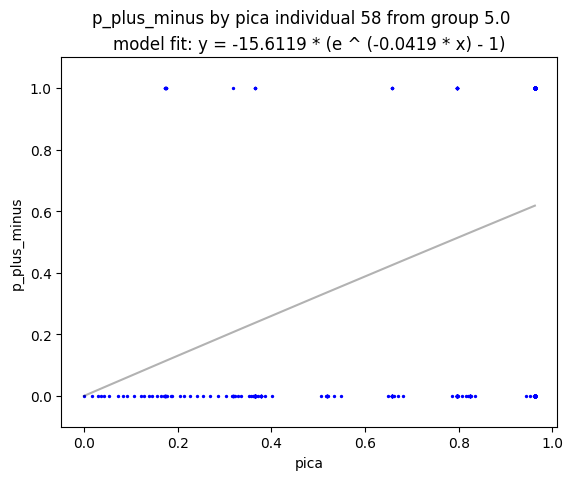 p_plus_minus by pica individual 58 from group 5.0
model fit: y = -15.6119 * (e ^ (-0.0419 * x) - 1)
1.0
0.8
0.6
0.4
0.2
0.0
p_plus_minus
0.0 0.2 0.4 0.6 0.8 1.0
pica